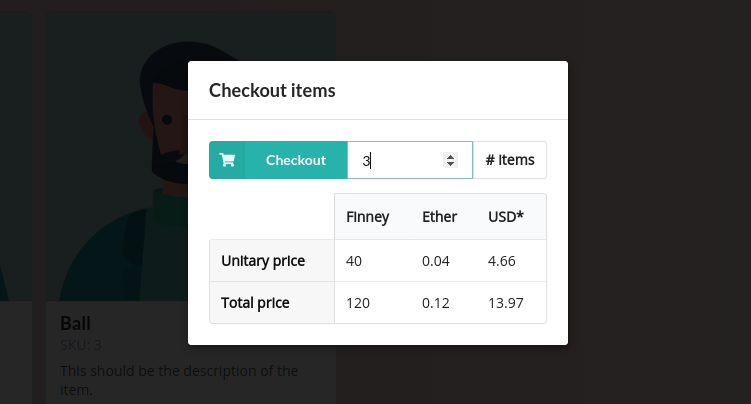 Checkout items
Checkout 3 # Items
Finney Ether USD*
Unitary price 40 0.04 4.66
Total price 120 0.12 13.97
Ball
SKU: 3
This should be the description of the
item.